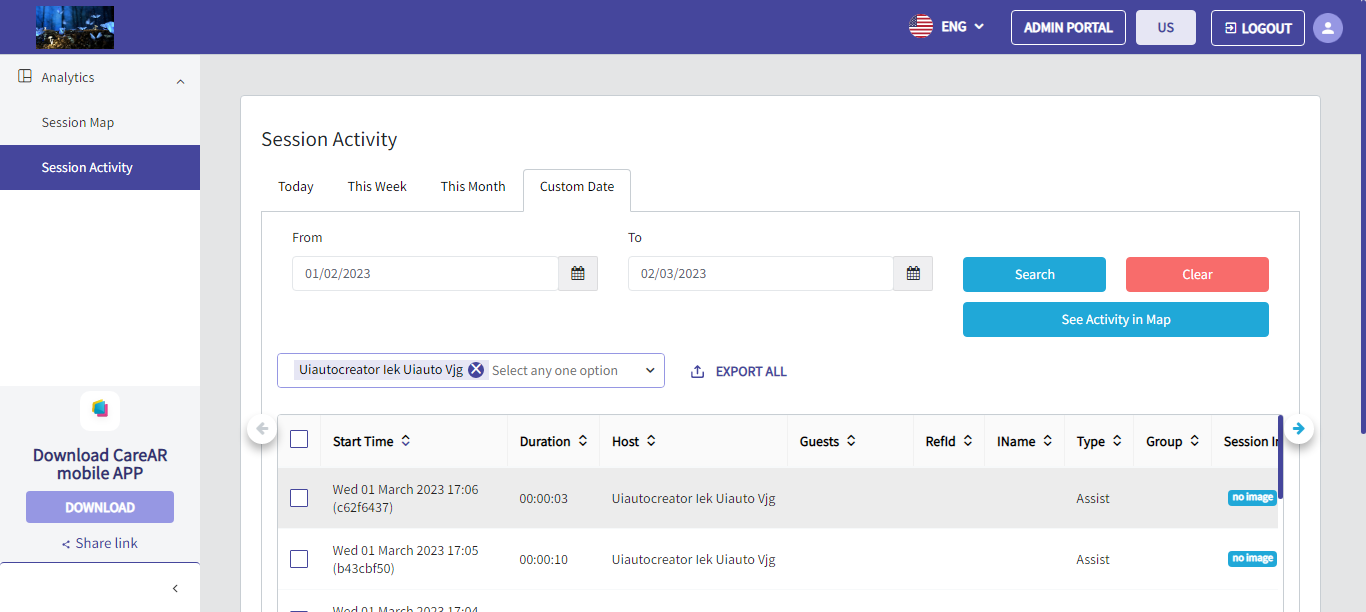 ENG
ADMIN PORTAL
US
LOGOUT
Analytics
Session Map
Session Activity
Download CareAR
mobile APP
DOWNLOAD
Share link
Session Activity
Today This Week This Month Custom Date
From To
01/02/2023 02/03/2023
Search Clear
See Activity in Map
Uiautocreator Iek Uiauto Vjg Select any one option
EXPORT ALL
Start Time Duration Host Guests RefId IName Type Group Session
Wed 01 March 2023 17:06
(c62f6437)
00:00:03 Uiautocreator Iek Uiauto Vjg Assist no image
Wed 01 March 2023 17:05
(b43cbf50)
00:00:10 Uiautocreator Iek Uiauto Vjg Assist no image
Wed 01 March 2023 17:04